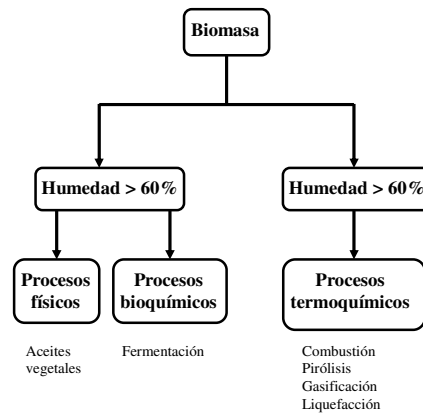 Biomasa
Humedad > 60%
Humedad > 60%
Procesos
físicos
Procesos
bioquímicos
Procesos
termoquímicos
Aceites
vegetales
Fermentación
Combustión
Pirólisis
Gasificación
Liquefacción